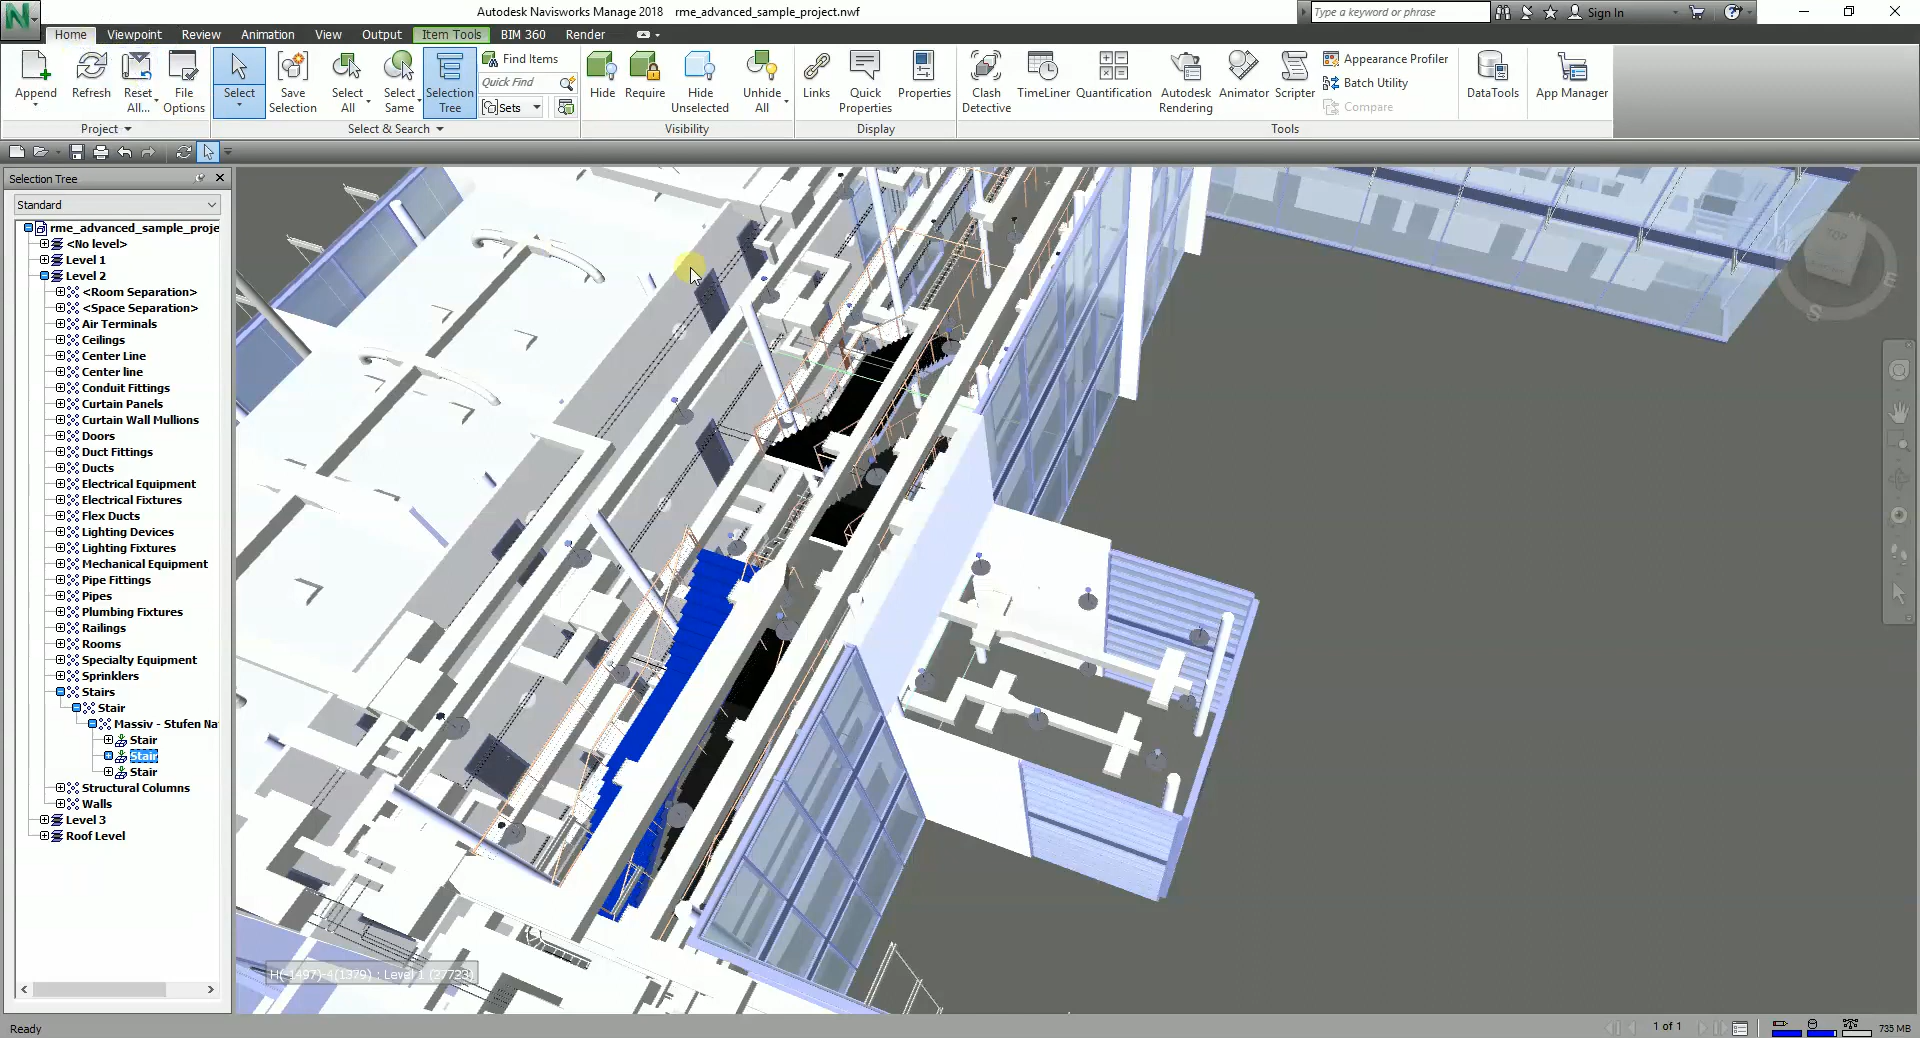 Autodesk Navisworks Manage 2018 rme_advanced_sample_project.nwf
Type a keyword or phrase
Sign In
Home Viewpoint Review Animation View Output Item Tools BIM 360 Render
Append
Refresh
Reset All...
File Options
Select
Save Selection
Select All
Select Same
Selection Tree
Find Items
Quick Find
Sets
Hide
Require
Hide Unselected
Unhide All
Links
Quick Properties
Properties
Clash Detective
TimeLiner
Quantification
Autodesk Rendering
Animator
Scripter
Appearance Profiler
Batch Utility
Compare
DataTools
App Manager
Project
Select & Search
Visibility
Display
Tools
Selection Tree
Standard
rme_advanced_sample_proje
<No level>
Level 1
Level 2
<Room Separation>
<Space Separation>
Air Terminals
Ceilings
Center Line
Center line
Conduit Fittings
Curtain Panels
Curtain Wall Mullions
Doors
Duct Fittings
Ducts
Electrical Equipment
Electrical Fixtures
Flex Ducts
Lighting Devices
Lighting Fixtures
Mechanical Equipment
Pipe Fittings
Pipes
Plumbing Fixtures
Railings
Rooms
Specialty Equipment
Sprinklers
Stairs
Stair
Massiv - Stufen Na
Stair
Stair
Stair
Structural Columns
Walls
Level 3
Roof Level
TOP
E
S
H(-1497)-4(1379) : Level 1 (27723)
Ready
1 of 1
735 MB